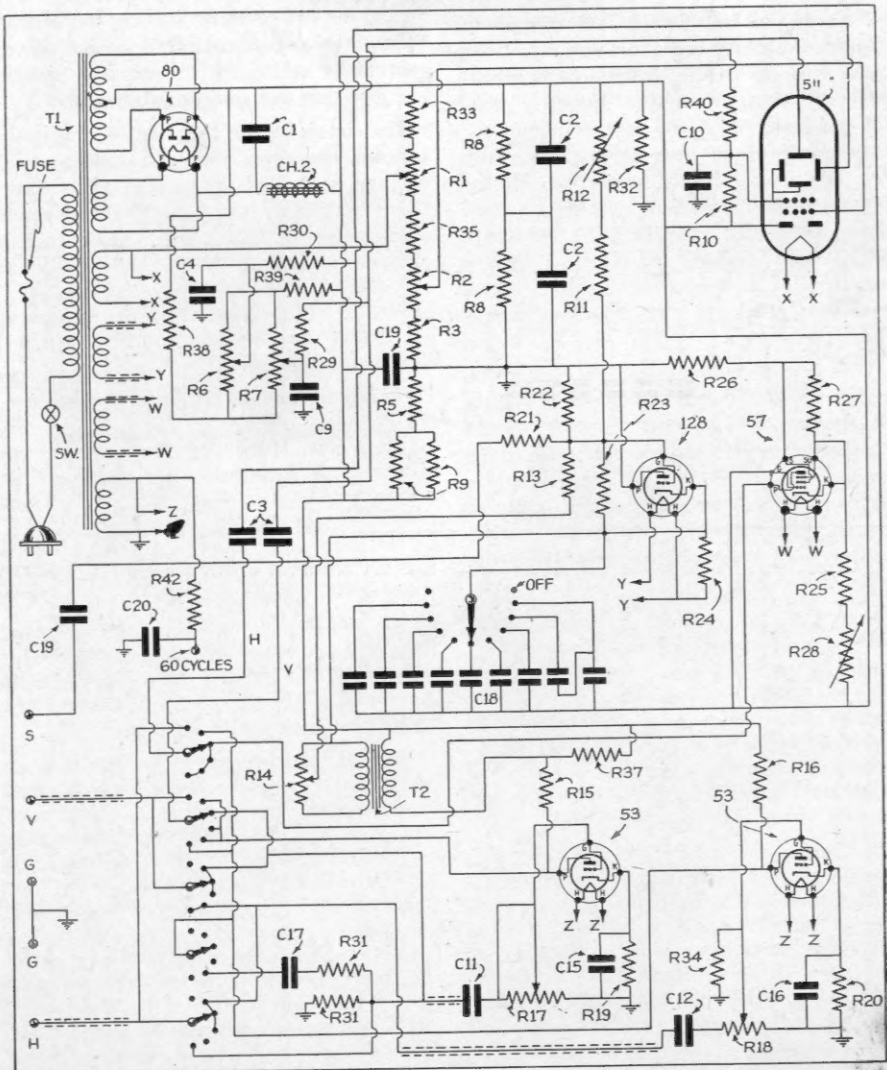 80
5"
T1
FUSE
C1
R33
R8
C2
R12
R32
R40
C10
R10
CH.2
R1
R30
R35
C4
R39
R2
C2
R8
R11
X
X
X
X
Y
R38
R6
R7
R29
C19
R3
Y
W
C9
R5
R22
R21
R23
R26
128
57
R27
SW.
W
R9
R13
G
P
K
H
H
P
K
H
H
Z
C3
Y
Y
W
W
R24
R25
R42
OFF
C19
C20
60 CYCLES
H
V
C18
R28
S
R14
T2
R37
R15
R16
V
53
53
G
G
P
K
H
H
P
K
H
H
G
Z
Z
Z
Z
G
C17
R31
R31
C11
R17
C15
R19
R34
C12
C16
R18
R20
H